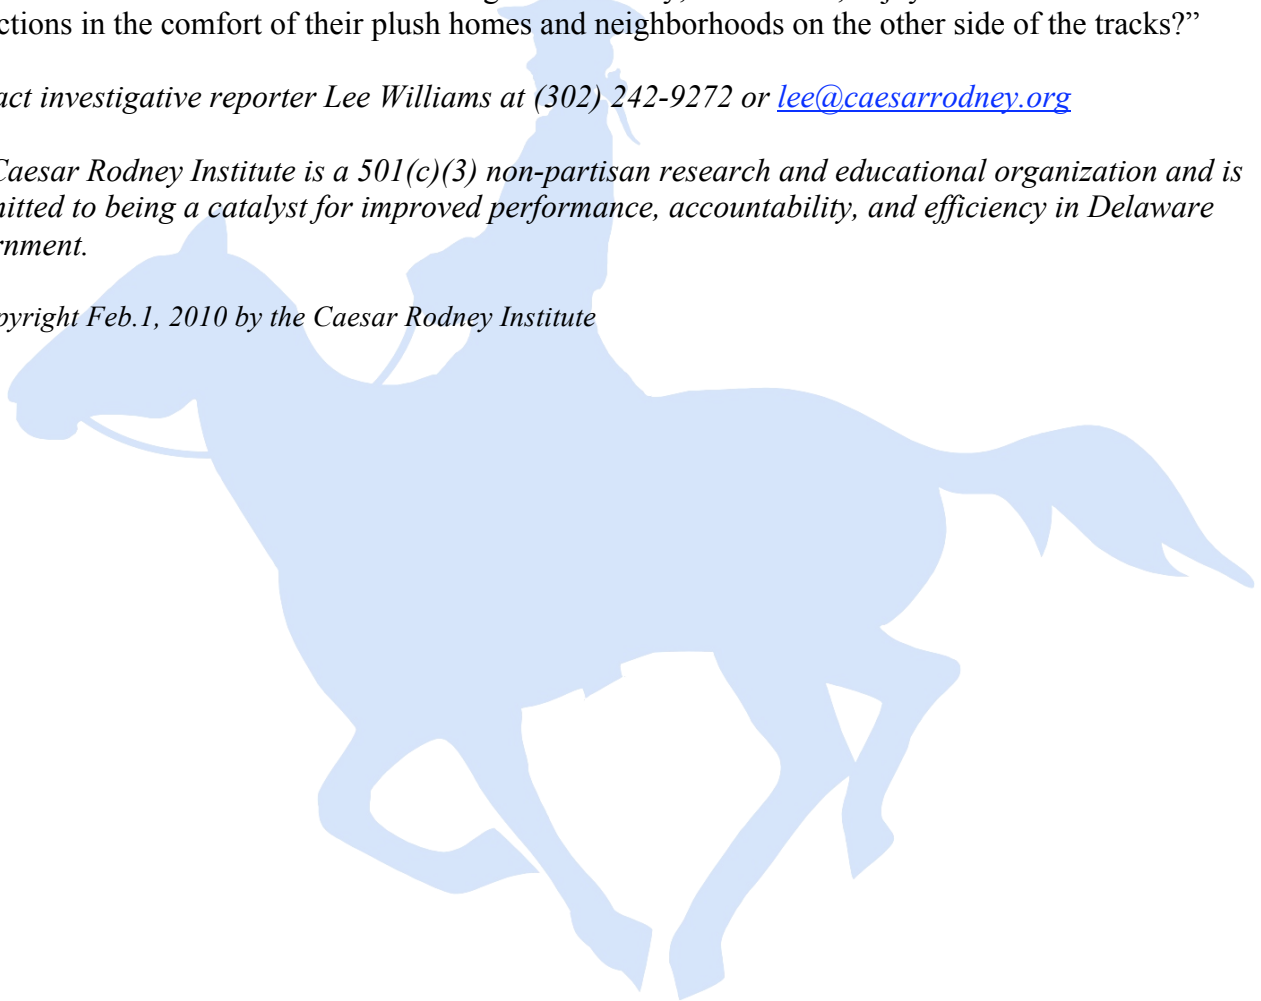 ctions in the comfort of their plush homes and neighborhoods on the other side of the tracks?”
act investigative reporter Lee Williams at (302) 242-9272 or lee@caesarrodney.org
Caesar Rodney Institute is a 501(c)(3) non-partisan research and educational organization and is
nitted to being a catalyst for improved performance, accountability, and efficiency in Delaware
rnment.
pyright Feb.1, 2010 by the Caesar Rodney Institute